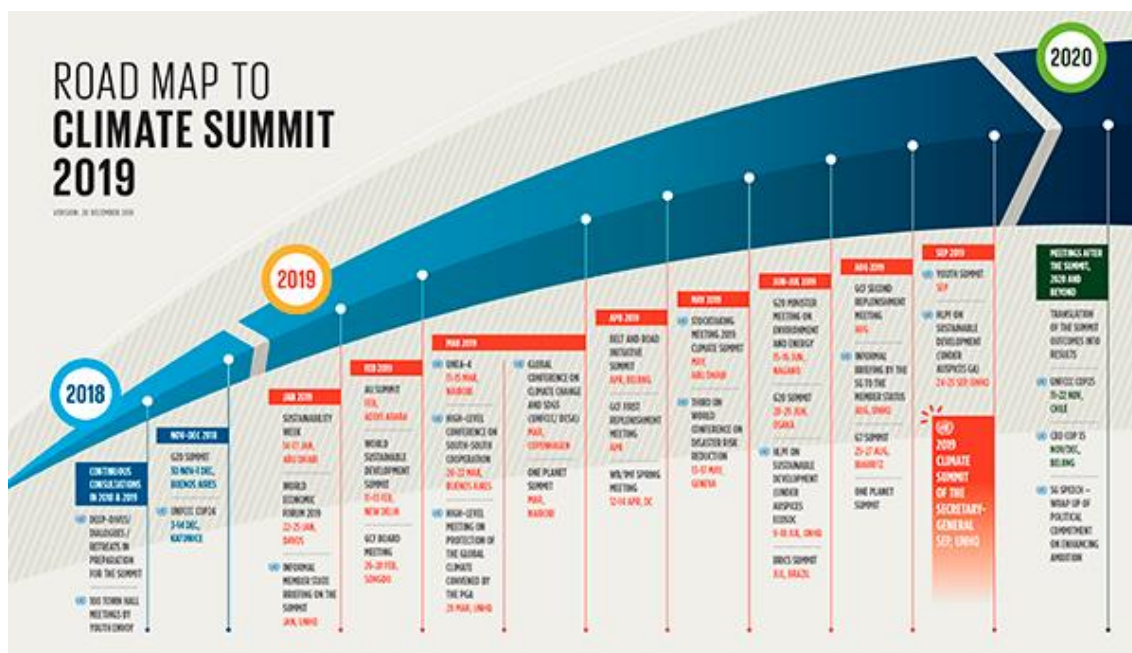 ROAD MAP TO
CLIMATE SUMMIT
2019
VERSION: 20 DECEMBER 2018
2018
2019
2020
CONTINUOUS
CONSULTATIONS
IN 2018 & 2019
DEEP-DIVES/
DIALOGUES /
RETREATS IN
PREPARATION
FOR THE SUMMIT
100 TOWN HALL
MEETINGS BY
YOUTH ENVOY
NOV-DEC 2018
G20 SUMMIT
30 NOV-1 DEC,
BUENOS AIRES
UNFCCC COP24
3-14 DEC,
KATOWICE
JAN 2019
SUSTAINABILITY
WEEK
14-17 JAN,
ABU DHABI
WORLD
ECONOMIC
FORUM 2019
22-25 JAN,
DAVOS
INFORMAL
MEMBER STATE
BRIEFING ON THE
SUMMIT
JAN, UNHQ
FEB 2019
AU SUMMIT
FEB,
ADDIS ABABA
WORLD
SUSTAINABLE
DEVELOPMENT
SUMMIT
11-13 FEB,
NEW DELHI
GCF BOARD
MEETING
26-28 FEB,
SONGDO
MAR 2019
UNEA-4
11-15 MAR,
NAIROBI
HIGH-LEVEL
CONFERENCE ON
SOUTH-SOUTH
COOPERATION
20-22 MAR,
BUENOS AIRES
HIGH-LEVEL
MEETING ON
PROTECTION OF
THE GLOBAL
CLIMATE
CONVENED BY
THE PGA
28 MAR, UNHQ
GLOBAL
CONFERENCE ON
CLIMATE CHANGE
AND SDGS
(UNFCCC/ DESA)
MAR,
COPENHAGEN
ONE PLANET
SUMMIT
MAR,
NAIROBI
APR 2019
BELT AND ROAD
INITIATIVE
SUMMIT
APR, BEIJING
GCF FIRST
REPLENISHMENT
MEETING
APR
WB/IMF SPRING
MEETING
12-14 APR, DC
MAY 2019
STOCKTAKING
MEETING 2019
CLIMATE SUMMIT
MAY,
ABU DHABI
THIRD UN
WORLD
CONFERENCE ON
DISASTER RISK
REDUCTION
13-17 MAY,
GENEVA
JUN-JUL 2019
G20 MINISTER
MEETING ON
ENVIRONMENT
AND ENERGY
15-16 JUN,
NAGANO
G20 SUMMIT
28-29 JUN,
OSAKA
HLPF ON
SUSTAINABLE
DEVELOPMENT
(UNDER
AUSPICES
ECOSOC
9-18 JUL, UNHQ
BRICS SUMMIT
JUL, BRAZIL
AUG 2019
GCF SECOND
REPLENISHMENT
MEETING
AUG
INFORMAL
BRIEFING BY THE
SG TO THE
MEMBER STATES
AUG, UNHQ
G7 SUMMIT
25-27 AUG,
BIARRITZ
ONE PLANET
SUMMIT
SEP 2019
YOUTH SUMMIT
SEP
HLPF ON
SUSTAINABLE
DEVELOPMENT
(UNDER
AUSPICES GA)
24-25 SEP, UNHQ
2019
CLIMATE
SUMMIT
OF THE
SECRETARY-
GENERAL
SEP, UNHQ
MEETINGS AFTER
THE SUMMIT,
2020 AND
BEYOND
TRANSLATION
OF THE SUMMIT
OUTCOMES INTO
RESULTS
UNFCCC COP25
11-22 NOV,
CHILE
CBD COP 15
NOV/DEC,
BEIJING
SG SPEECH –
WRAP UP OF
POLITICAL
COMMITMENT
ON ENHANCING
AMBITION